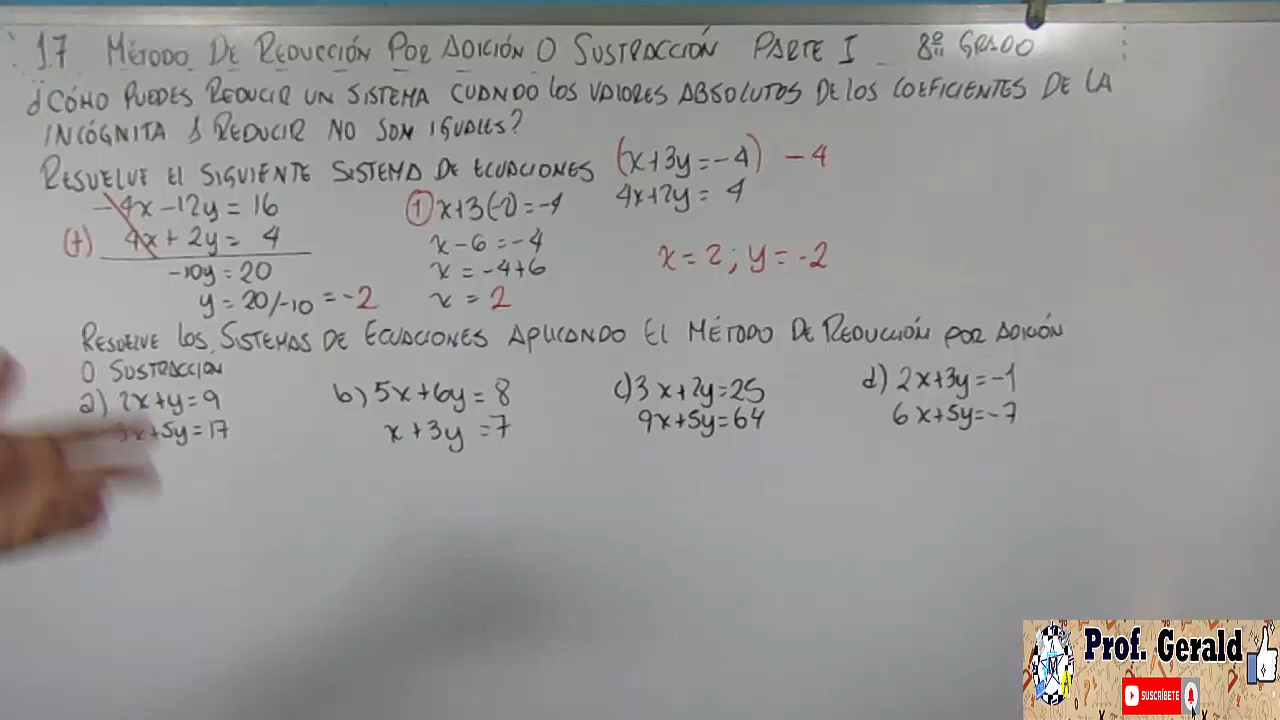 1.7 MÉTODO DE REDUCCIÓN POR ADICIÓN O SUSTRACCIÓN PARTE I 8º GRADO
¿CÓMO PUEDES REDUCIR UN SISTEMA CUANDO LOS VALORES ABSOLUTOS DE LOS COEFICIENTES DE LA
INCÓGNITA A REDUCIR NO SON IGUALES?
RESUELVE EL SIGUIENTE SISTEMA DE ECUACIONES (x+3y=-4) -4
4x+2y= 4
-4x-12y= 16
(+) 4x+2y= 4
-10y=20
y=20/-10=-2
① x+3(-2)=-4
x-6=-4
x=-4+6
x = 2
x=2; y=-2
RESUELVE LOS SISTEMAS DE ECUACIONES APLICANDO EL MÉTODO DE REDUCCIÓN POR ADICIÓN
O SUSTRACCIÓN
a) 2x+y=9
x+5y=17
b) 5x+6y=8
x+3y=7
c) 3x+2y=25
9x+5y=64
d) 2x+3y=-1
6x+5y=-7
Prof. Gerald
SUSCRÍBETE